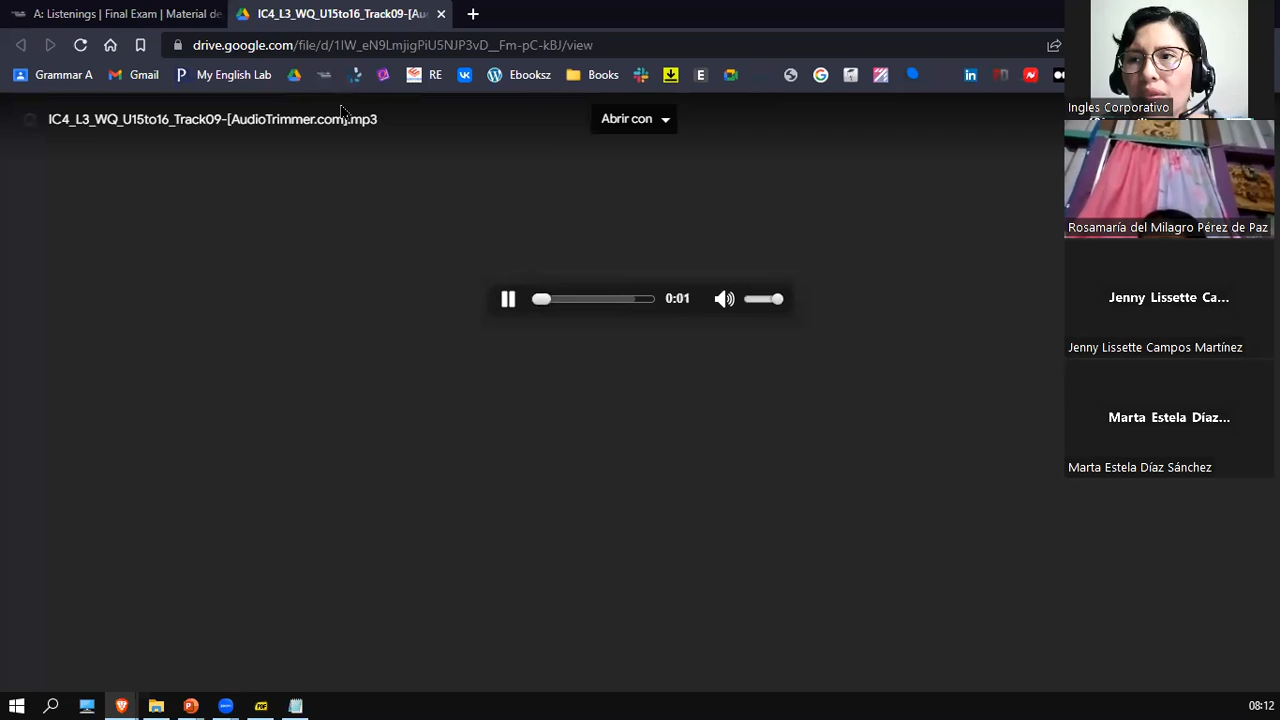 A: Listenings | Final Exam | Material de
IC4_L3_WQ_U15to16_Track09-[Au
drive.google.com/file/d/1IW_eN9LmjigPiU5NJP3vD__Fm-pC-kBJ/view
Grammar A
Gmail
My English Lab
RE
Ebooksz
Books
IC4_L3_WQ_U15to16_Track09-[AudioTrimmer.com].mp3
Abrir con
0:01
Ingles Corporativo
Rosamaría del Milagro Pérez de Paz
Jenny Lissette Ca...
Jenny Lissette Campos Martínez
Marta Estela Díaz...
Marta Estela Díaz Sánchez
08:12